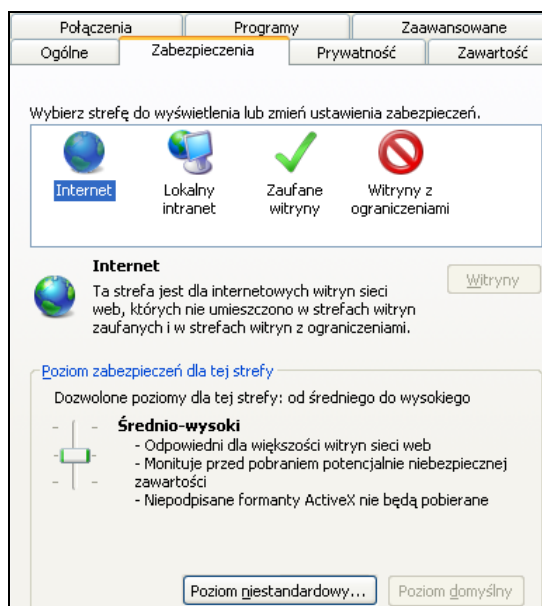 Połączenia Programy Zaawansowane
Ogólne Zabezpieczenia Prywatność Zawartość
Wybierz strefę do wyświetlenia lub zmień ustawienia zabezpieczeń.
Internet
Lokalny
intranet
Zaufane
witryny
Witryny z
ograniczeniami
Internet
Ta strefa jest dla internetowych witryn sieci
web, których nie umieszczono w strefach witryn
zaufanych i w strefach witryn z ograniczeniami.
Witryny
Poziom zabezpieczeń dla tej strefy
Dozwolone poziomy dla tej strefy: od średniego do wysokiego
Średnio-wysoki
- Odpowiedni dla większości witryn sieci web
- Monituje przed pobraniem potencjalnie niebezpiecznej
zawartości
- Niepodpisane formanty ActiveX nie będą pobierane
Poziom niestandardowy... Poziom domyślny